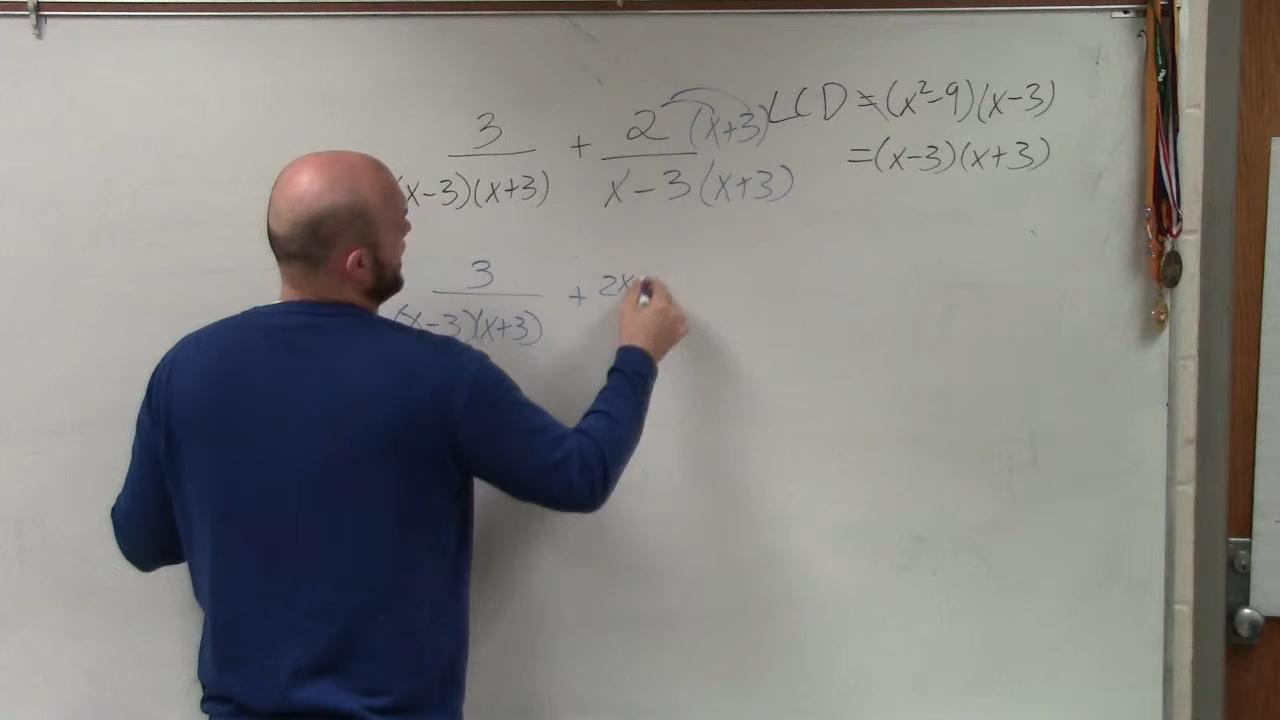 3/(x-3)(x+3) + 2(x+3)/x-3(x+3) LCD ≠ (x²-9)(x-3)
= (x-3)(x+3)
3/(x-3)(x+3) + 2x